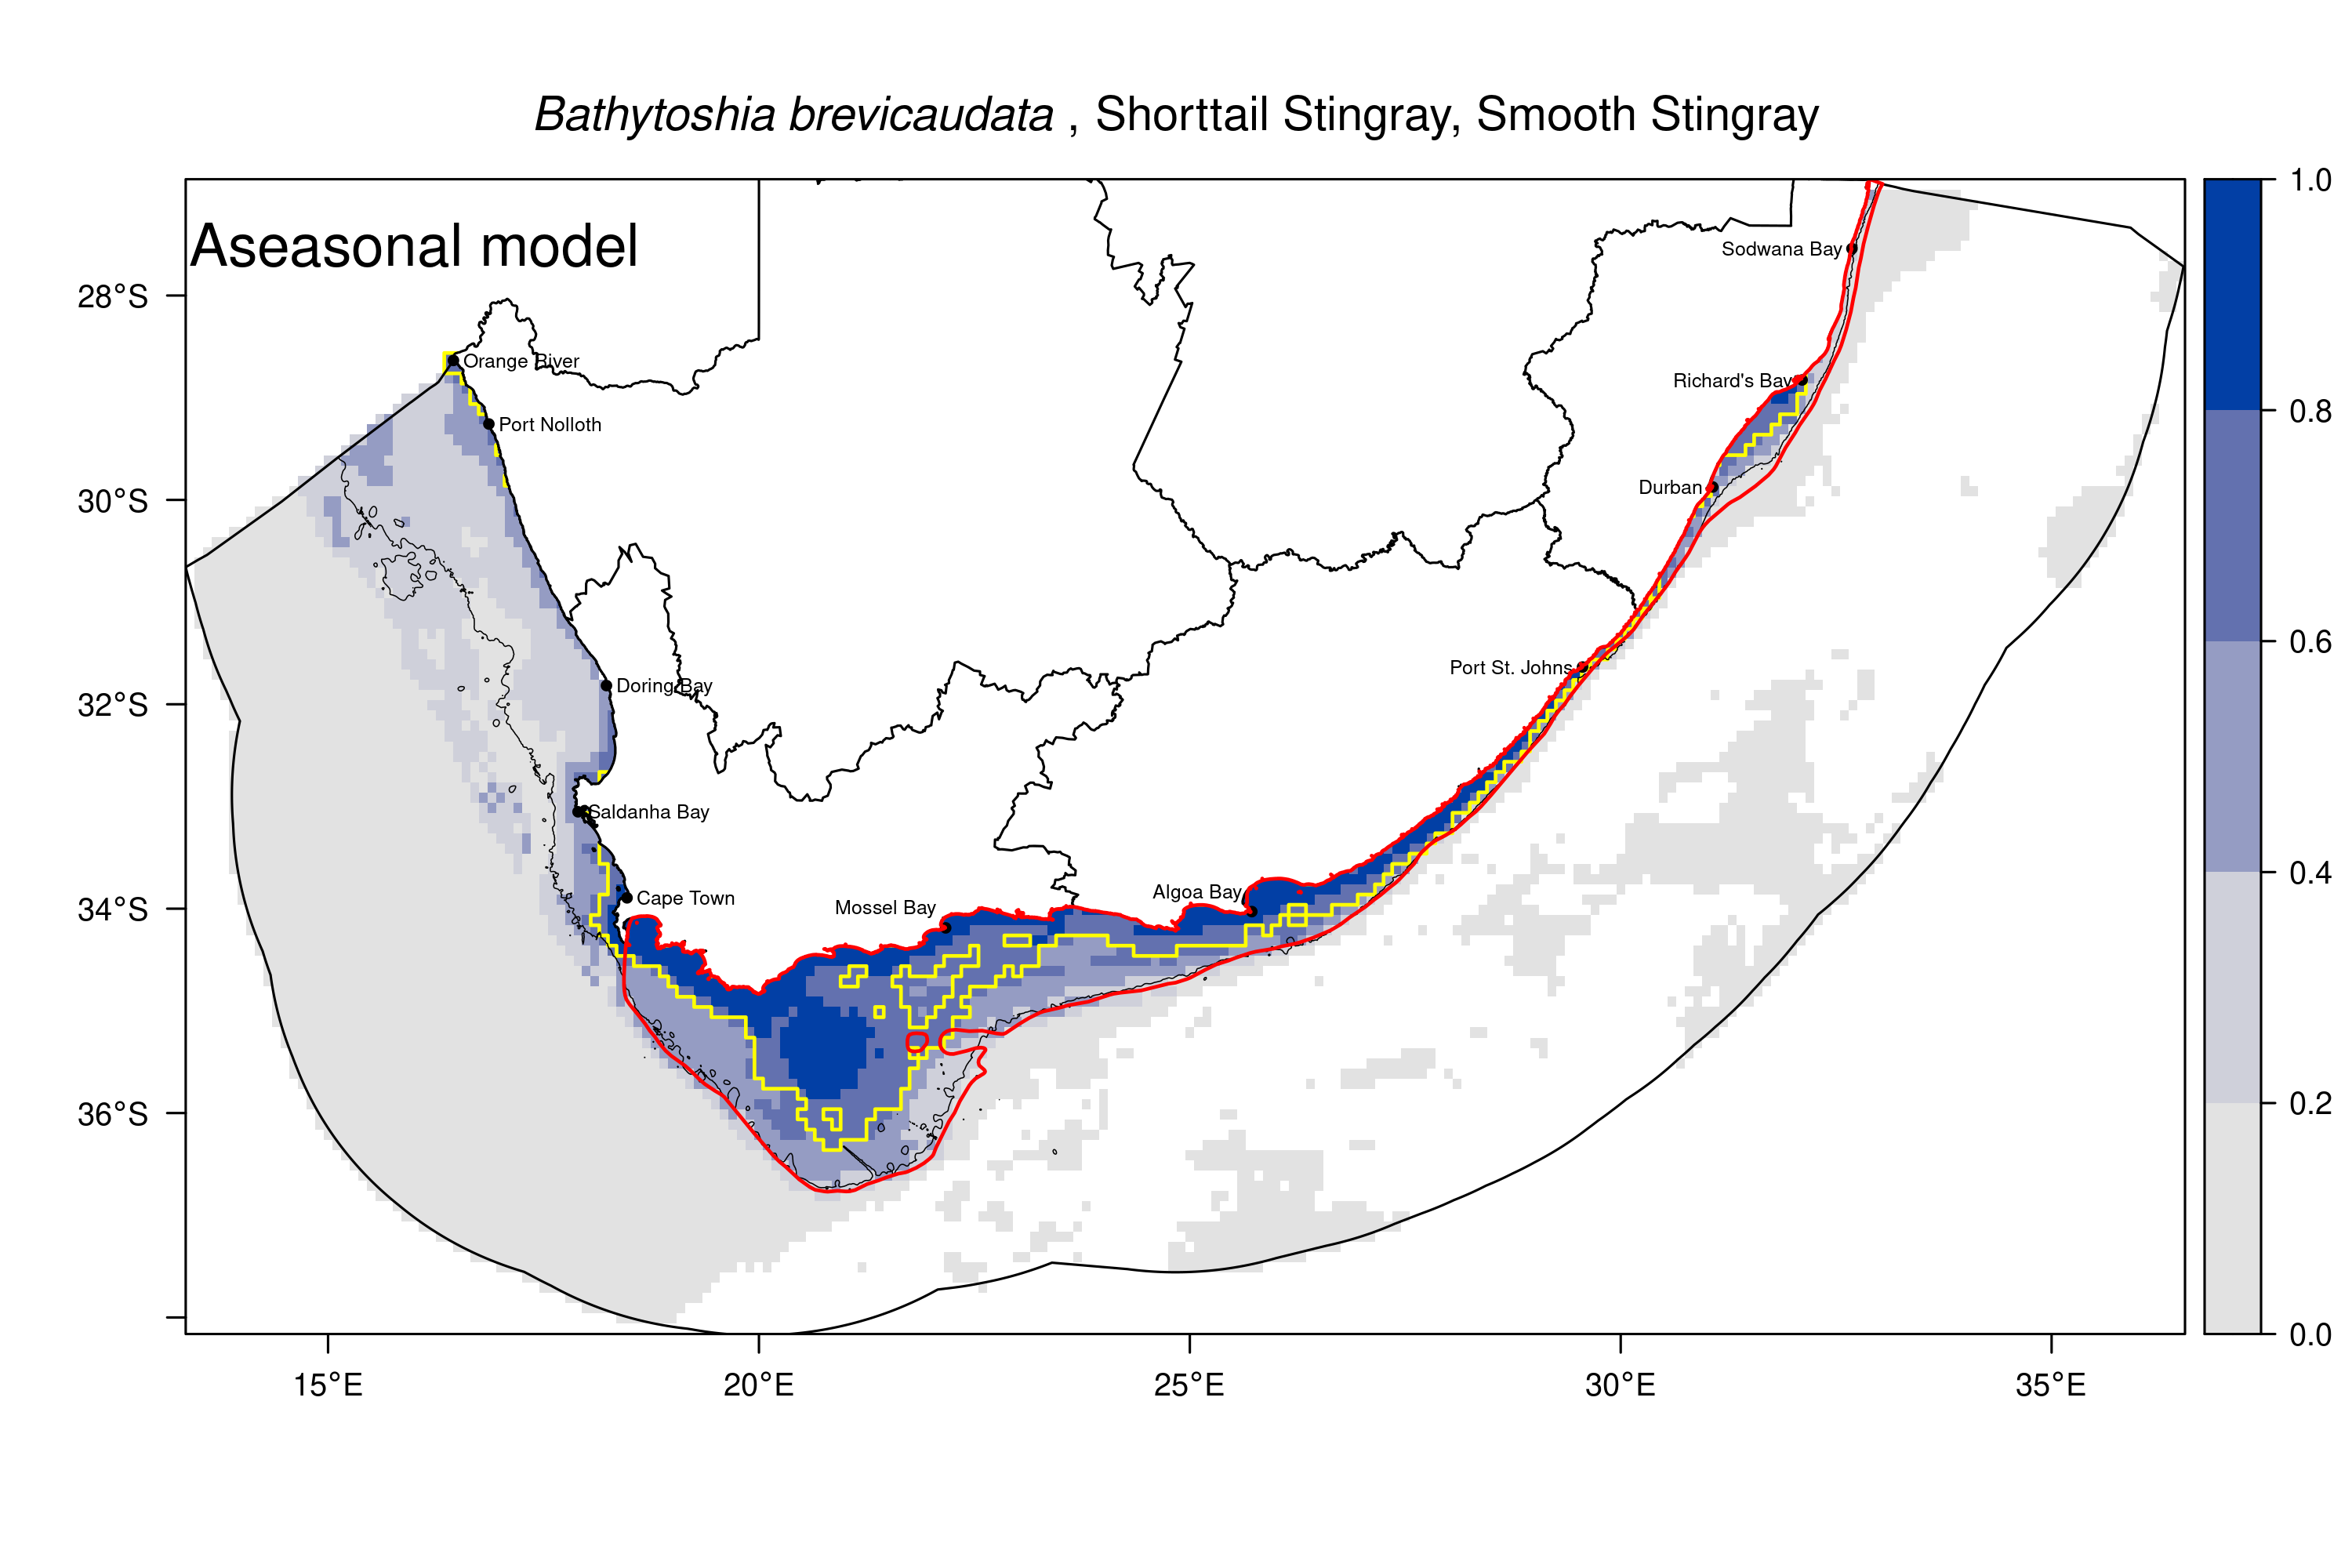 Bathytoshia brevicaudata , Shorttail Stingray, Smooth Stingray
Aseasonal model
1.0
0.8
0.6
0.4
0.2
0.0
28°S
30°S
32°S
34°S
36°S
Sodwana Bay
Orange River
Richard's Bay
Port Nolloth
Durban
Port St. Johns
Doring Bay
Saldanha Bay
Cape Town
Mossel Bay
Algoa Bay
15°E
20°E
25°E
30°E
35°E